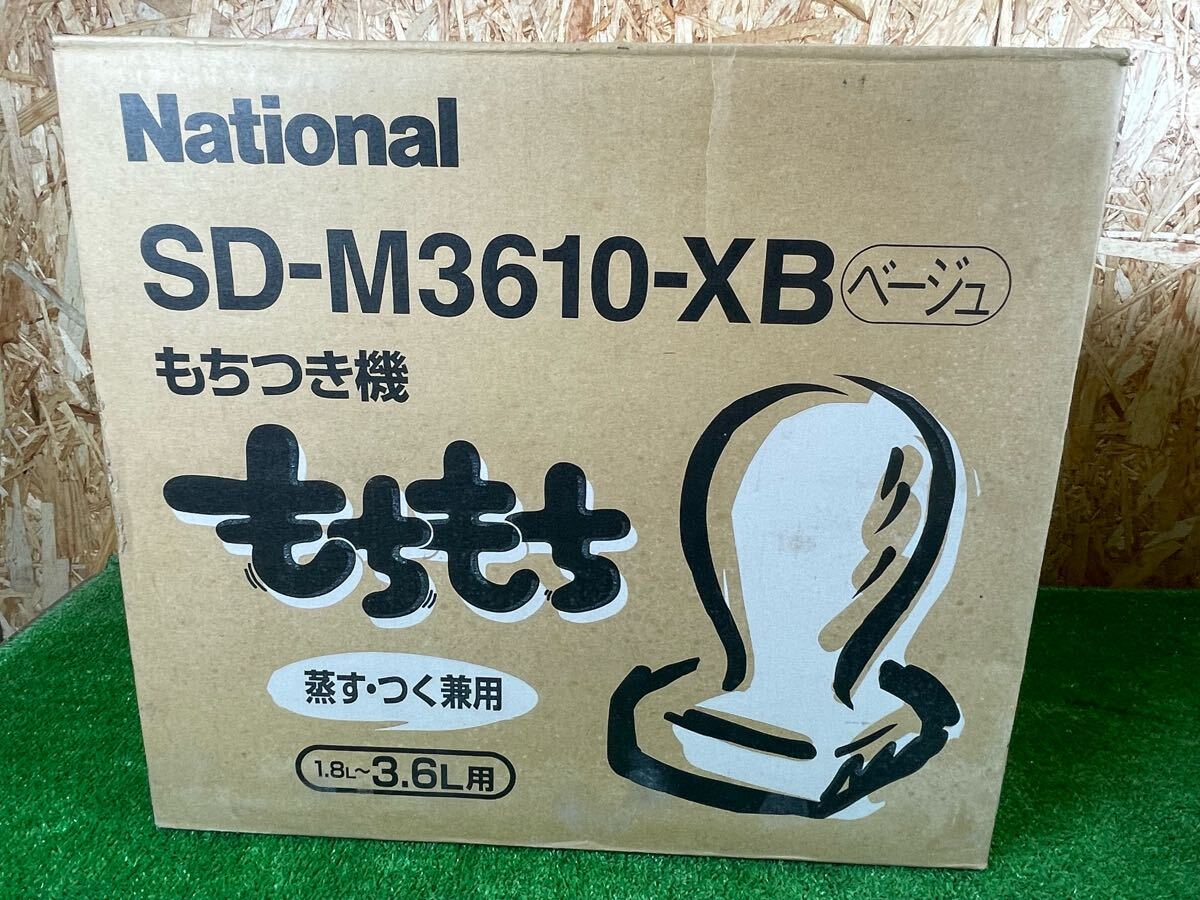 National
SD-M3610-XB ベージュ
もちつき機
もちもち
蒸す・つく兼用
1.8L～3.6L用